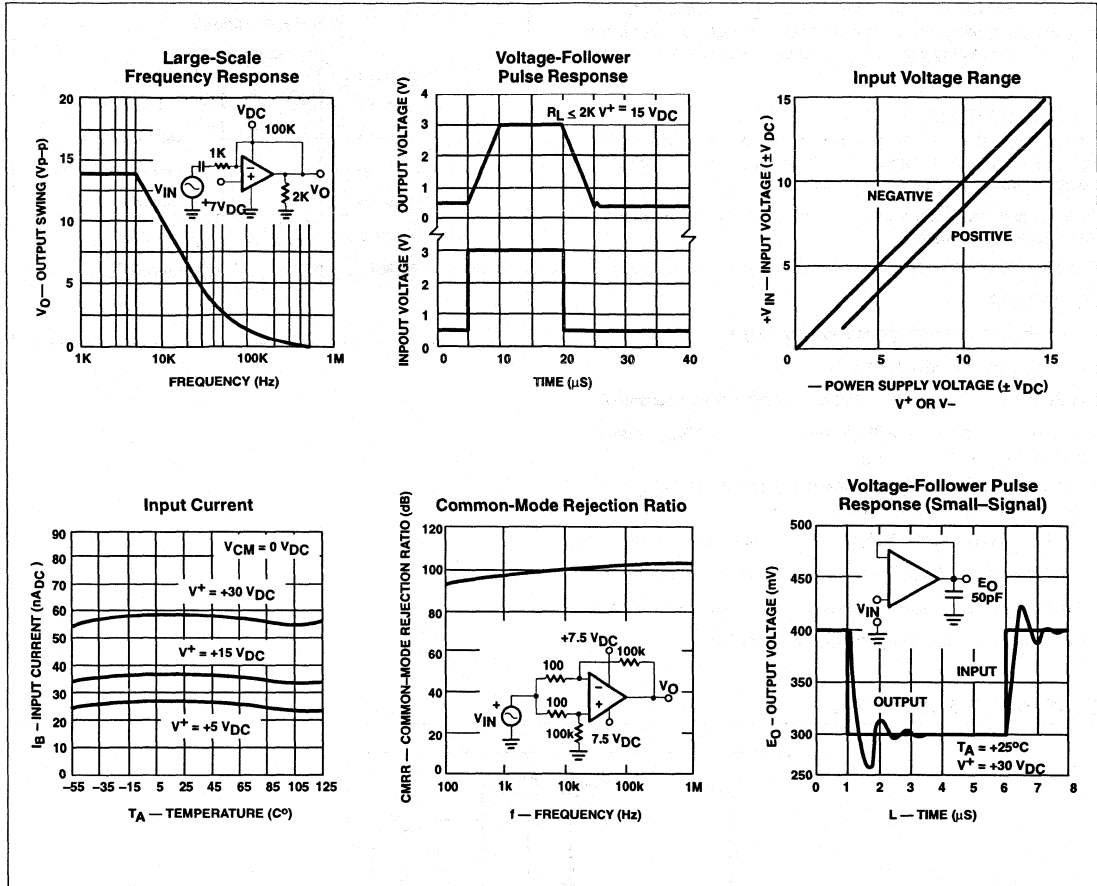 Large-Scale
Frequency Response
VO — OUTPUT SWING (Vp-p)
20
15
10
5
0
1K 10K 100K 1M
FREQUENCY (Hz)
VDC
100K
1K
VIN
+7VDC
VO
2K
−
+
Voltage-Follower
Pulse Response
OUTPUT VOLTAGE (V)
4
3
2
1
0
RL ≤ 2K V+ = 15 VDC
INPOUT VOLTAGE (V)
3
2
1
0
0 10 20 30 40
TIME (µS)
Input Voltage Range
+VIN — INPUT VOLTAGE (± VDC)
15
10
5
NEGATIVE
POSITIVE
0 5 10 15
— POWER SUPPLY VOLTAGE (± VDC)
V+ OR V−
Input Current
IB – INPUT CURRENT (nADC)
90
80
70
60
50
40
30
20
10
0
VCM = 0 VDC
V+ = +30 VDC
V+ = +15 VDC
V+ = +5 VDC
−55 −35 −15 5 25 45 65 85 105 125
TA — TEMPERATURE (Cº)
Common-Mode Rejection Ratio
CMRR — COMMON–MODE REJECTION RATIO (dB)
120
100
80
60
40
20
0
+7.5 VDC
100k
100
−
+
VO
VIN
+
100
100k
7.5 VDC
100 1k 10k 100k 1M
f — FREQUENCY (Hz)
Voltage-Follower Pulse
Response (Small–Signal)
EO – OUTPUT VOLTAGE (mV)
500
450
400
350
300
250
EO
50pF
VIN
INPUT
OUTPUT
TA = +25ºC
V+ = +30 VDC
0 1 2 3 4 5 6 7 8
L — TIME (µS)